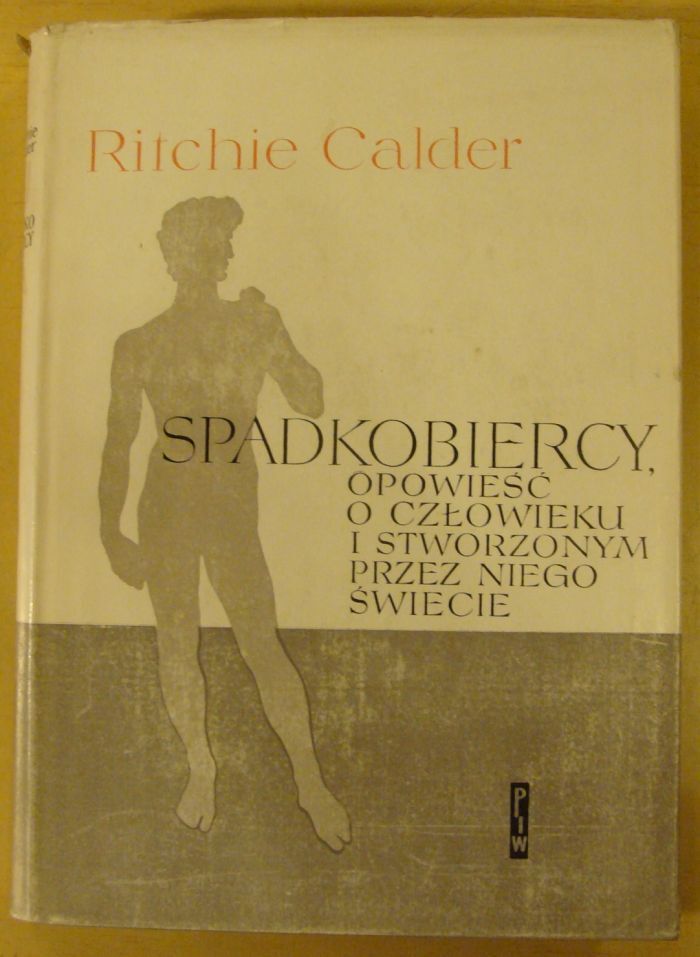 Ritchie Calder
SPADKOBIERCY,
OPOWIEŚĆ
O CZŁOWIEKU
I STWORZONYM
PRZEZ NIEGO
ŚWIECIE
PIW